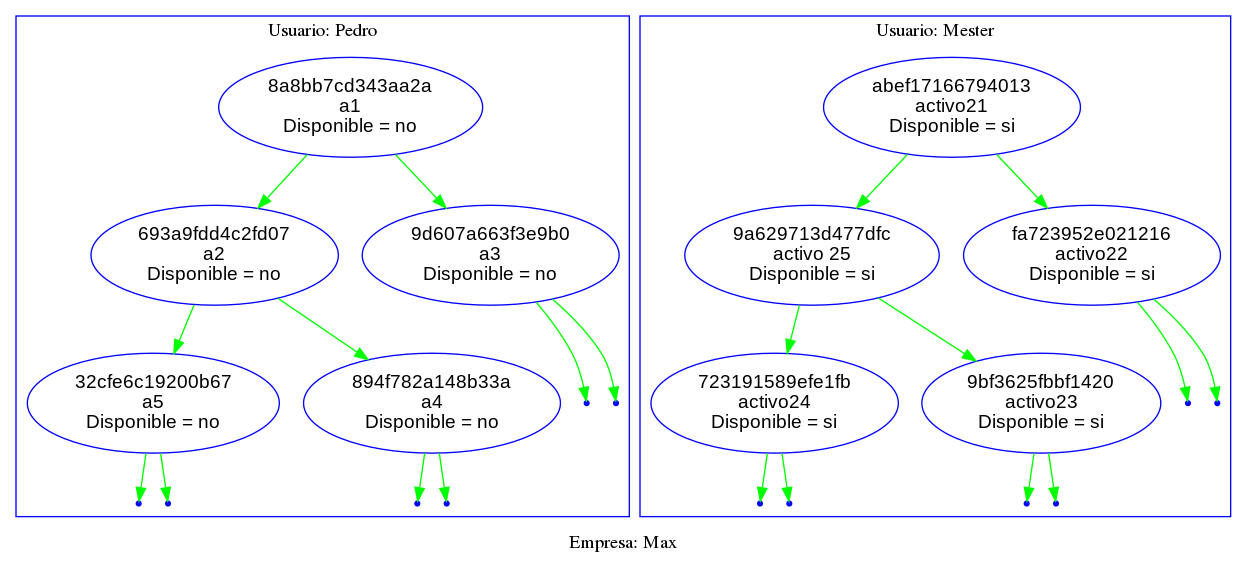 Usuario: Pedro
8a8bb7cd343aa2a
a1
Disponible = no
693a9fdd4c2fd07
a2
Disponible = no
9d607a663f3e9b0
a3
Disponible = no
32cfe6c19200b67
a5
Disponible = no
894f782a148b33a
a4
Disponible = no
Usuario: Mester
abef17166794013
activo21
Disponible = si
9a629713d477dfc
activo 25
Disponible = si
fa723952e021216
activo22
Disponible = si
723191589efe1fb
activo24
Disponible = si
9bf3625fbbf1420
activo23
Disponible = si
Empresa: Max